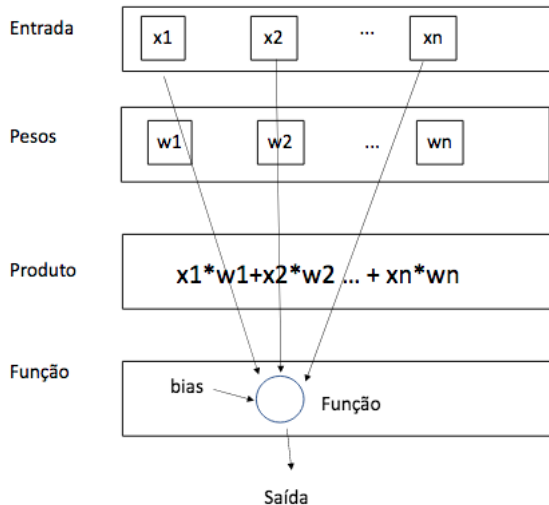 Entrada
x1 x2 ... xn
Pesos
w1 w2 ... wn
Produto
x1*w1+x2*w2 ... + xn*wn
Função
bias
Função
Saída